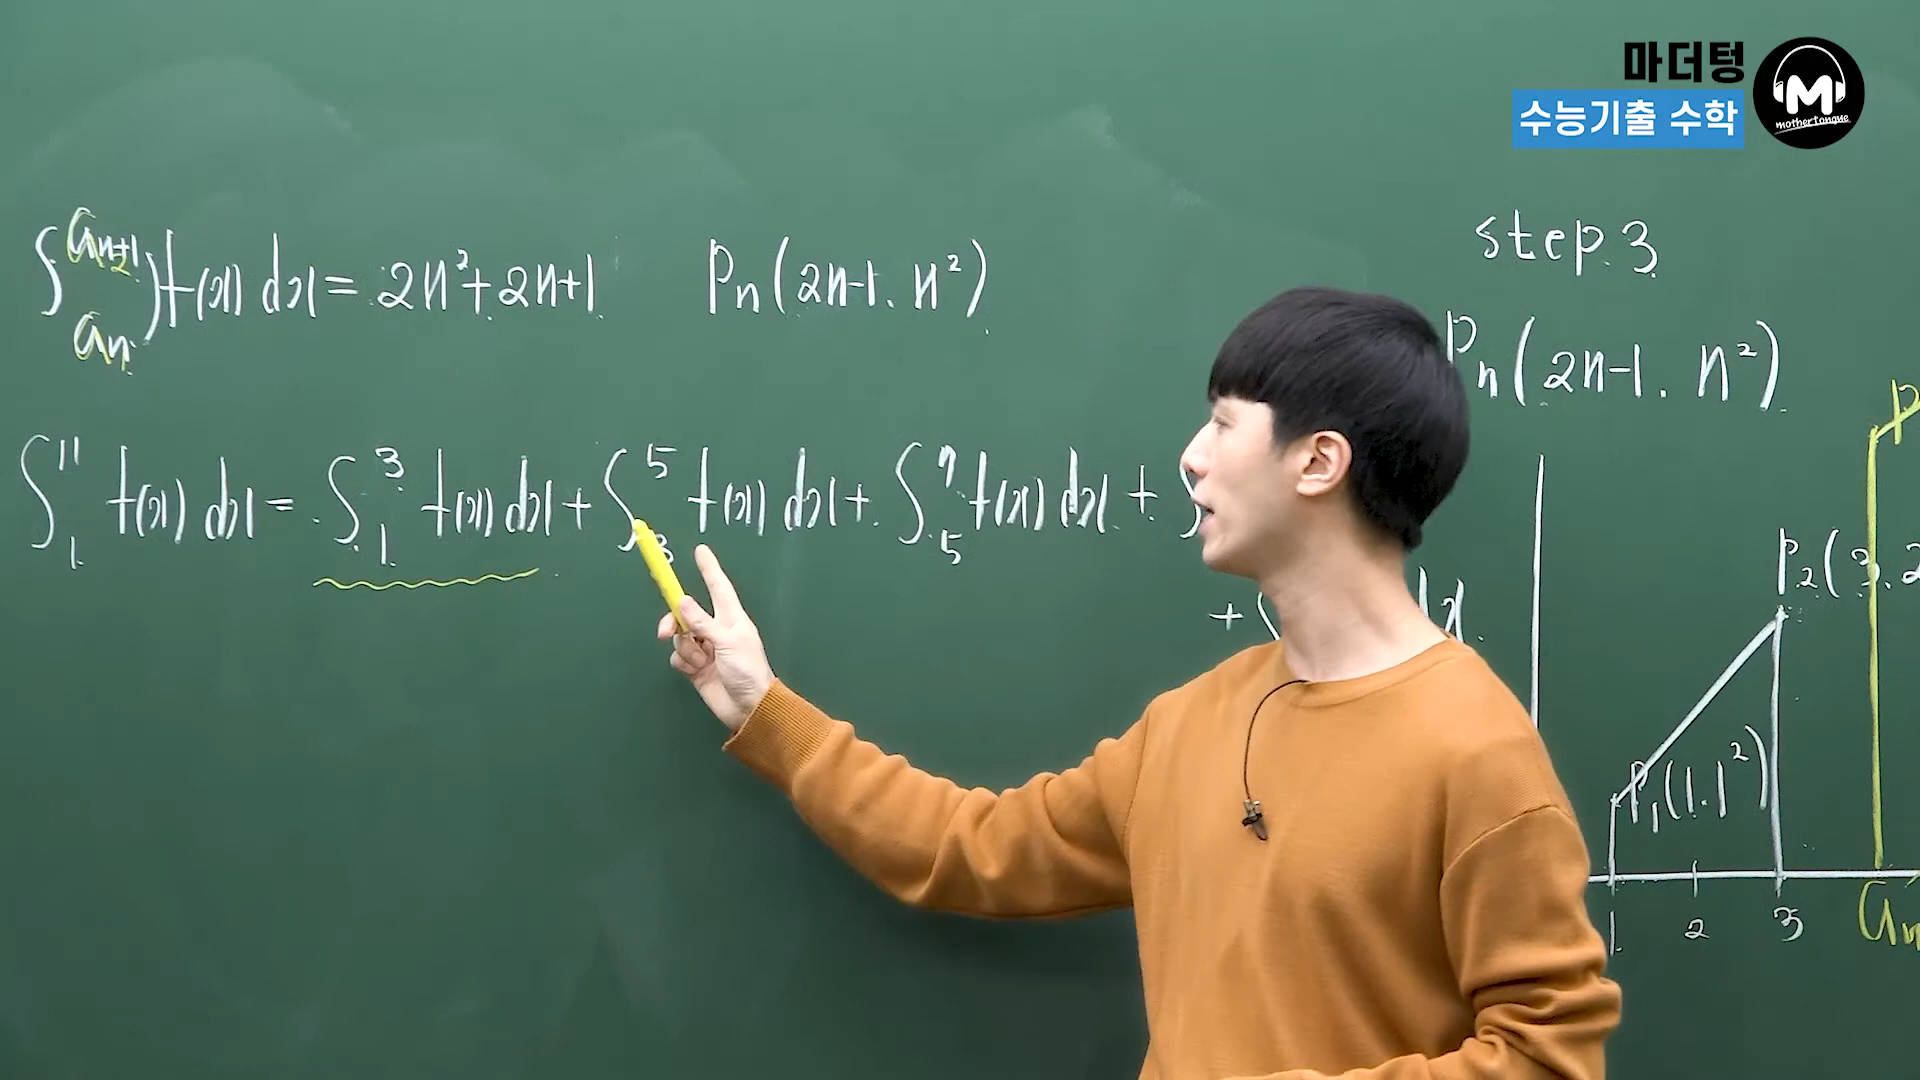 마더텅
수능기출 수학
M
mothertongue
∫_{a_n}^{a_{n+1}} f(x) dx = 2n²+2n+1
P_n(2n-1, n²)
step 3
P_n(2n-1, n²)
∫_1^11 f(x) dx = ∫_1^3 f(x) dx + ∫_3^5 f(x) dx + ∫_5^7 f(x) dx + ∫
+ ∫
P_2(3, 2
P_1(1, 1²)
1 2 3 a_n